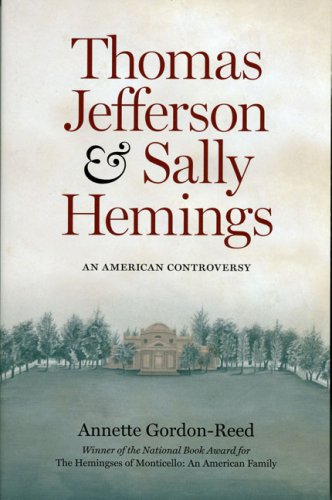 Thomas
Jefferson
& Sally
Hemings
AN AMERICAN CONTROVERSY
Annette Gordon-Reed
Winner of the National Book Award for
The Hemingses of Monticello: An American Family